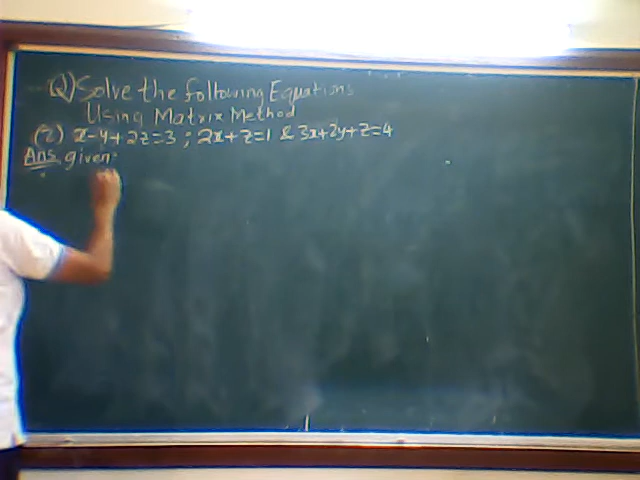 Q) Solve the following Equations
Using Matrix Method
(2) x-y+2z=3 ; 2x+z=1 & 3x+2y+z=4
Ans given: